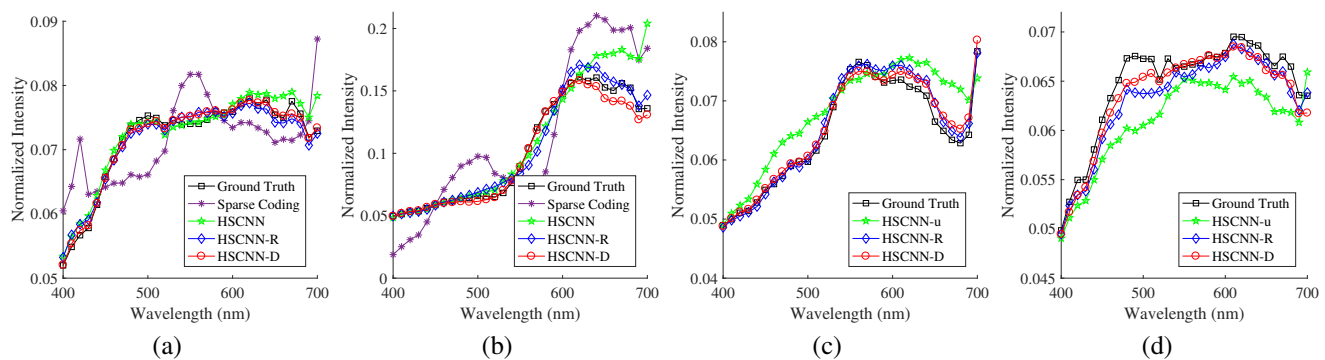 0.09
0.08
0.07
0.06
0.05
400
500
600
700
Normalized Intensity
Wavelength (nm)
Ground Truth
Sparse Coding
HSCNN
HSCNN-R
HSCNN-D
(a)
0.2
0.15
0.1
0.05
0
400
500
600
700
Normalized Intensity
Wavelength (nm)
Ground Truth
Sparse Coding
HSCNN
HSCNN-R
HSCNN-D
(b)
0.08
0.07
0.06
0.05
0.04
400
500
600
700
Normalized Intensity
Wavelength (nm)
Ground Truth
HSCNN-u
HSCNN-R
HSCNN-D
(c)
0.07
0.065
0.06
0.055
0.05
0.045
400
500
600
700
Normalized Intensity
Wavelength (nm)
Ground Truth
HSCNN-u
HSCNN-R
HSCNN-D
(d)